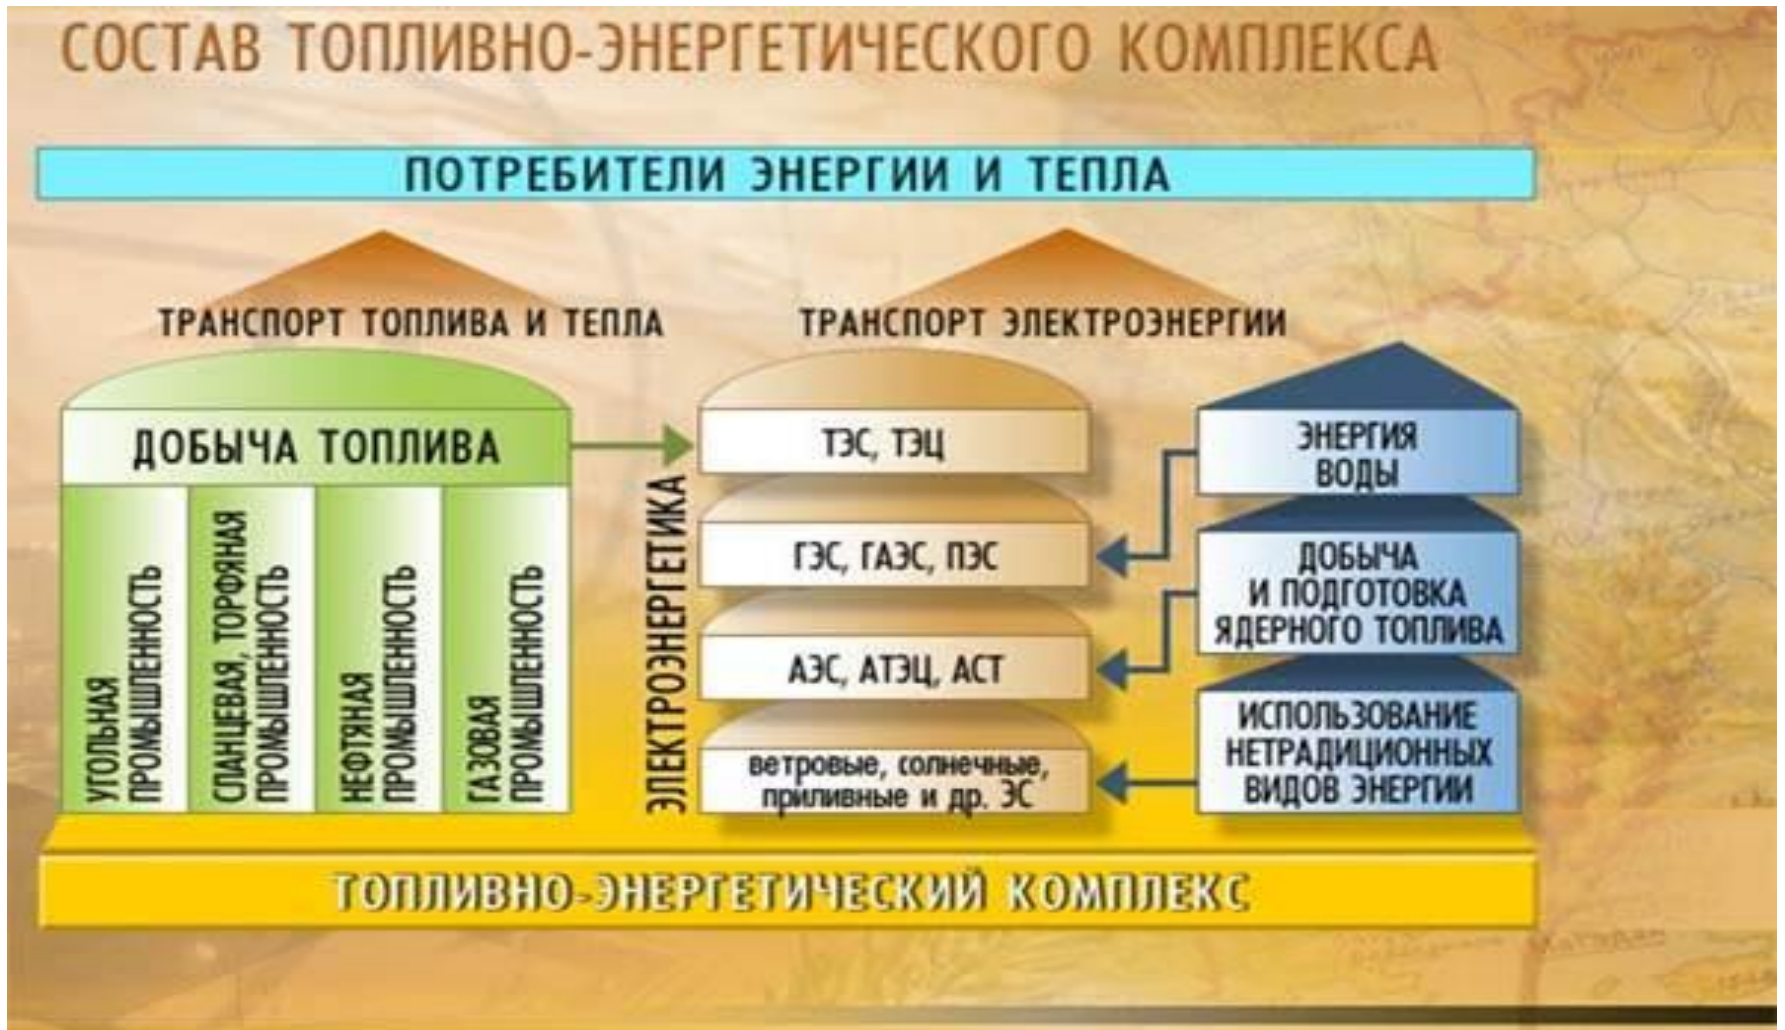 СОСТАВ ТОПЛИВНО-ЭНЕРГЕТИЧЕСКОГО КОМПЛЕКСА
ПОТРЕБИТЕЛИ ЭНЕРГИИ И ТЕПЛА
ТРАНСПОРТ ТОПЛИВА И ТЕПЛА
ТРАНСПОРТ ЭЛЕКТРОЭНЕРГИИ
ДОБЫЧА ТОПЛИВА
УГОЛЬНАЯ
ПРОМЫШЛЕННОСТЬ
СЛАНЦЕВАЯ, ТОРФЯНАЯ
ПРОМЫШЛЕННОСТЬ
НЕФТЯНАЯ
ПРОМЫШЛЕННОСТЬ
ГАЗОВАЯ
ПРОМЫШЛЕННОСТЬ
ЭЛЕКТРОЭНЕРГЕТИКА
ТЭС, ТЭЦ
ГЭС, ГАЭС, ПЭС
АЭС, АТЭЦ, АСТ
ветровые, солнечные,
приливные и др. ЭС
ЭНЕРГИЯ
ВОДЫ
ДОБЫЧА
И ПОДГОТОВКА
ЯДЕРНОГО ТОПЛИВА
ИСПОЛЬЗОВАНИЕ
НЕТРАДИЦИОННЫХ
ВИДОВ ЭНЕРГИИ
ТОПЛИВНО-ЭНЕРГЕТИЧЕСКИЙ КОМПЛЕКС
Магадан